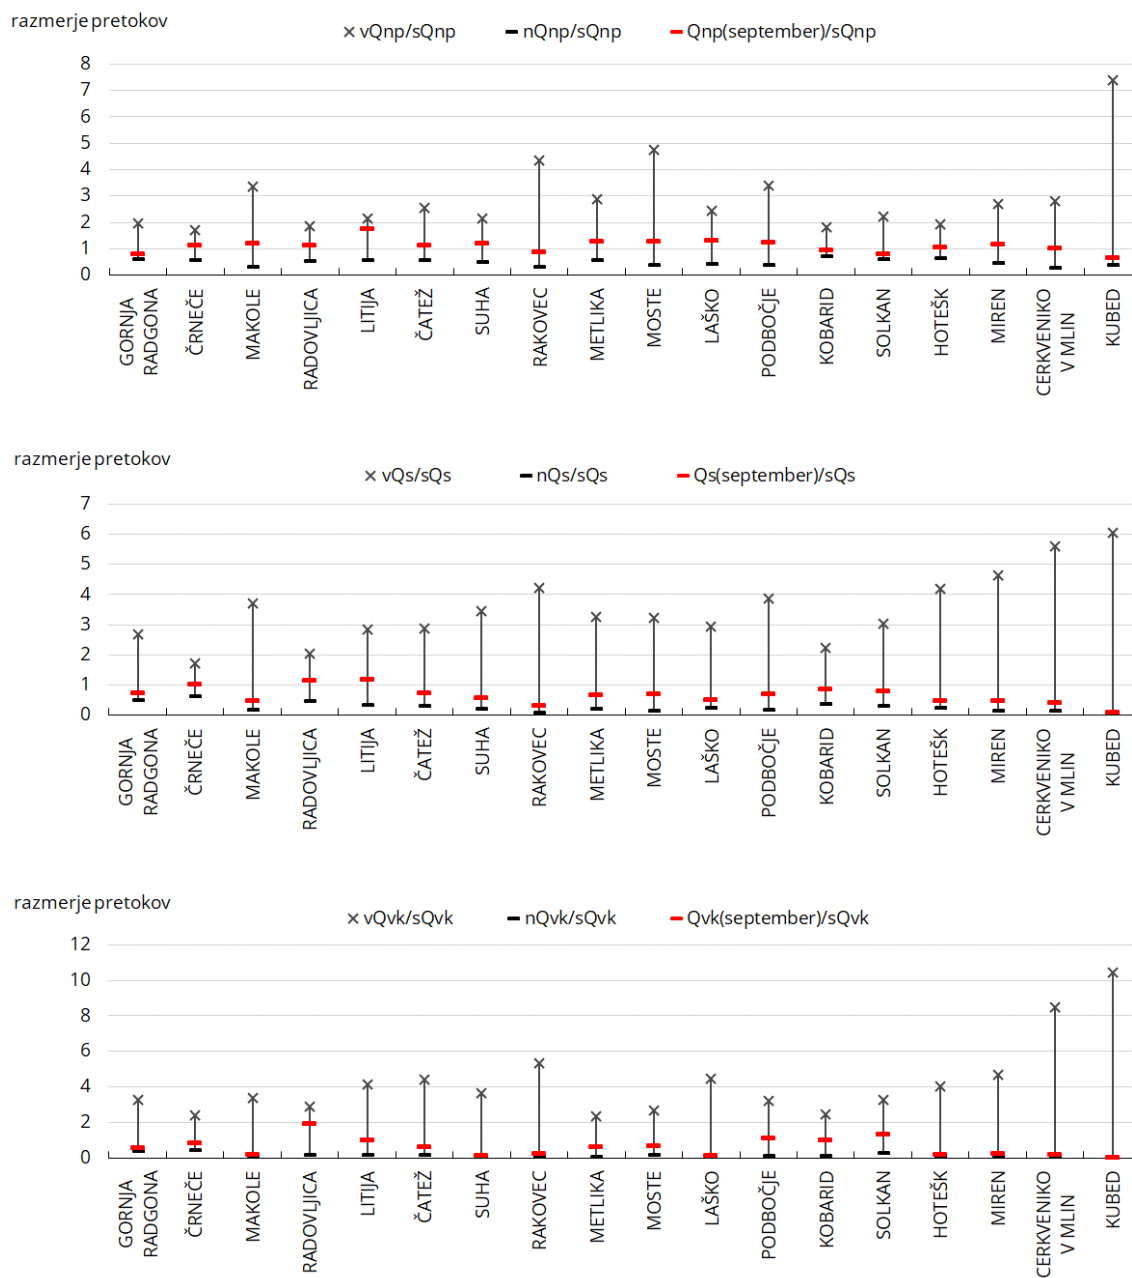 razmerje pretokov
vQnp/sQnp nQnp/sQnp Qnp(september)/sQnp
8
7
6
5
4
3
2
1
0
GORNJA
RADGONA
ČRNEČE
MAKOLE
RADOVLJICA
LITIJA
ČATEŽ
SUHA
RAKOVEC
METLIKA
MOSTE
LAŠKO
PODBOČJE
KOBARID
SOLKAN
HOTEŠK
MIREN
CERKVENIKO
V MLIN
KUBED
razmerje pretokov
vQs/sQs nQs/sQs Qs(september)/sQs
7
6
5
4
3
2
1
0
GORNJA
RADGONA
ČRNEČE
MAKOLE
RADOVLJICA
LITIJA
ČATEŽ
SUHA
RAKOVEC
METLIKA
MOSTE
LAŠKO
PODBOČJE
KOBARID
SOLKAN
HOTEŠK
MIREN
CERKVENIKO
V MLIN
KUBED
razmerje pretokov
vQvk/sQvk nQvk/sQvk Qvk(september)/sQvk
12
10
8
6
4
2
0
GORNJA
RADGONA
ČRNEČE
MAKOLE
RADOVLJICA
LITIJA
ČATEŽ
SUHA
RAKOVEC
METLIKA
MOSTE
LAŠKO
PODBOČJE
KOBARID
SOLKAN
HOTEŠK
MIREN
CERKVENIKO
V MLIN
KUBED